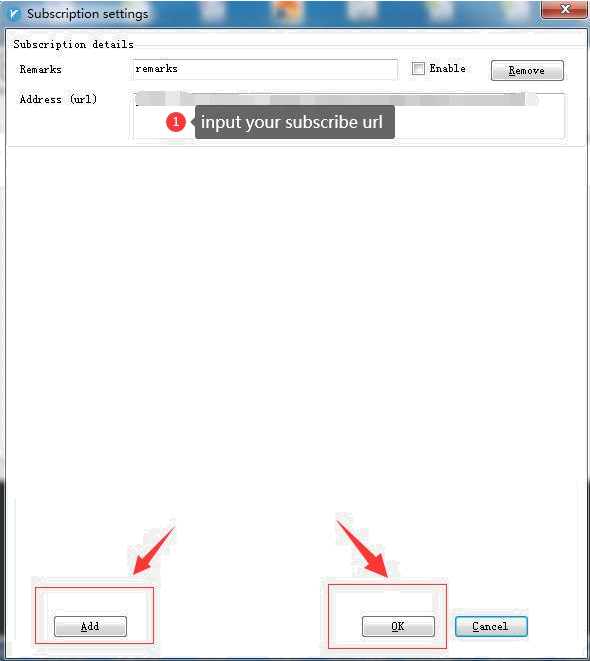 Subscription settings
Subscription details
Remarks
remarks
Enable
Remove
Address (url)
1 input your subscribe url
Add
OK
Cancel